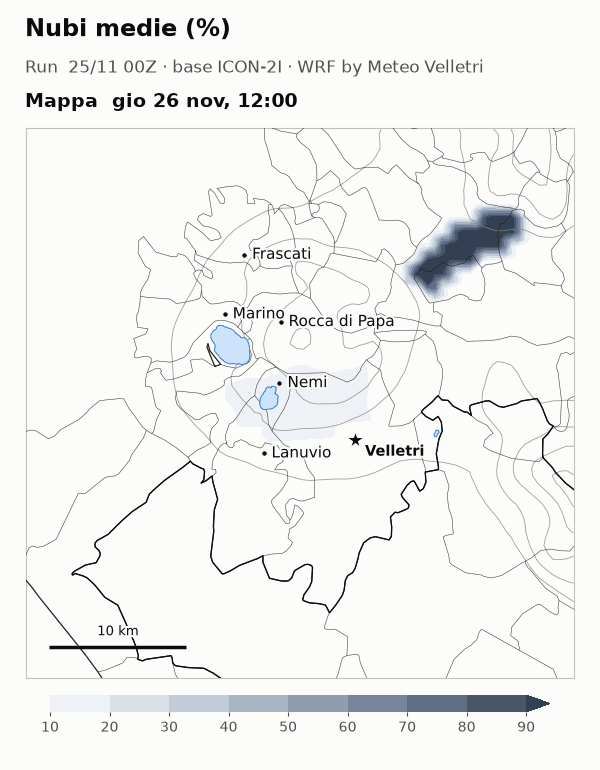 Nubi medie (%)
Run  25/11 00Z · base ICON-2I · WRF by Meteo Velletri
Mappa  gio 26 nov, 12:00
Frascati
Marino
Rocca di Papa
Nemi
Velletri
Lanuvio
10 km
10 20 30 40 50 60 70 80 90